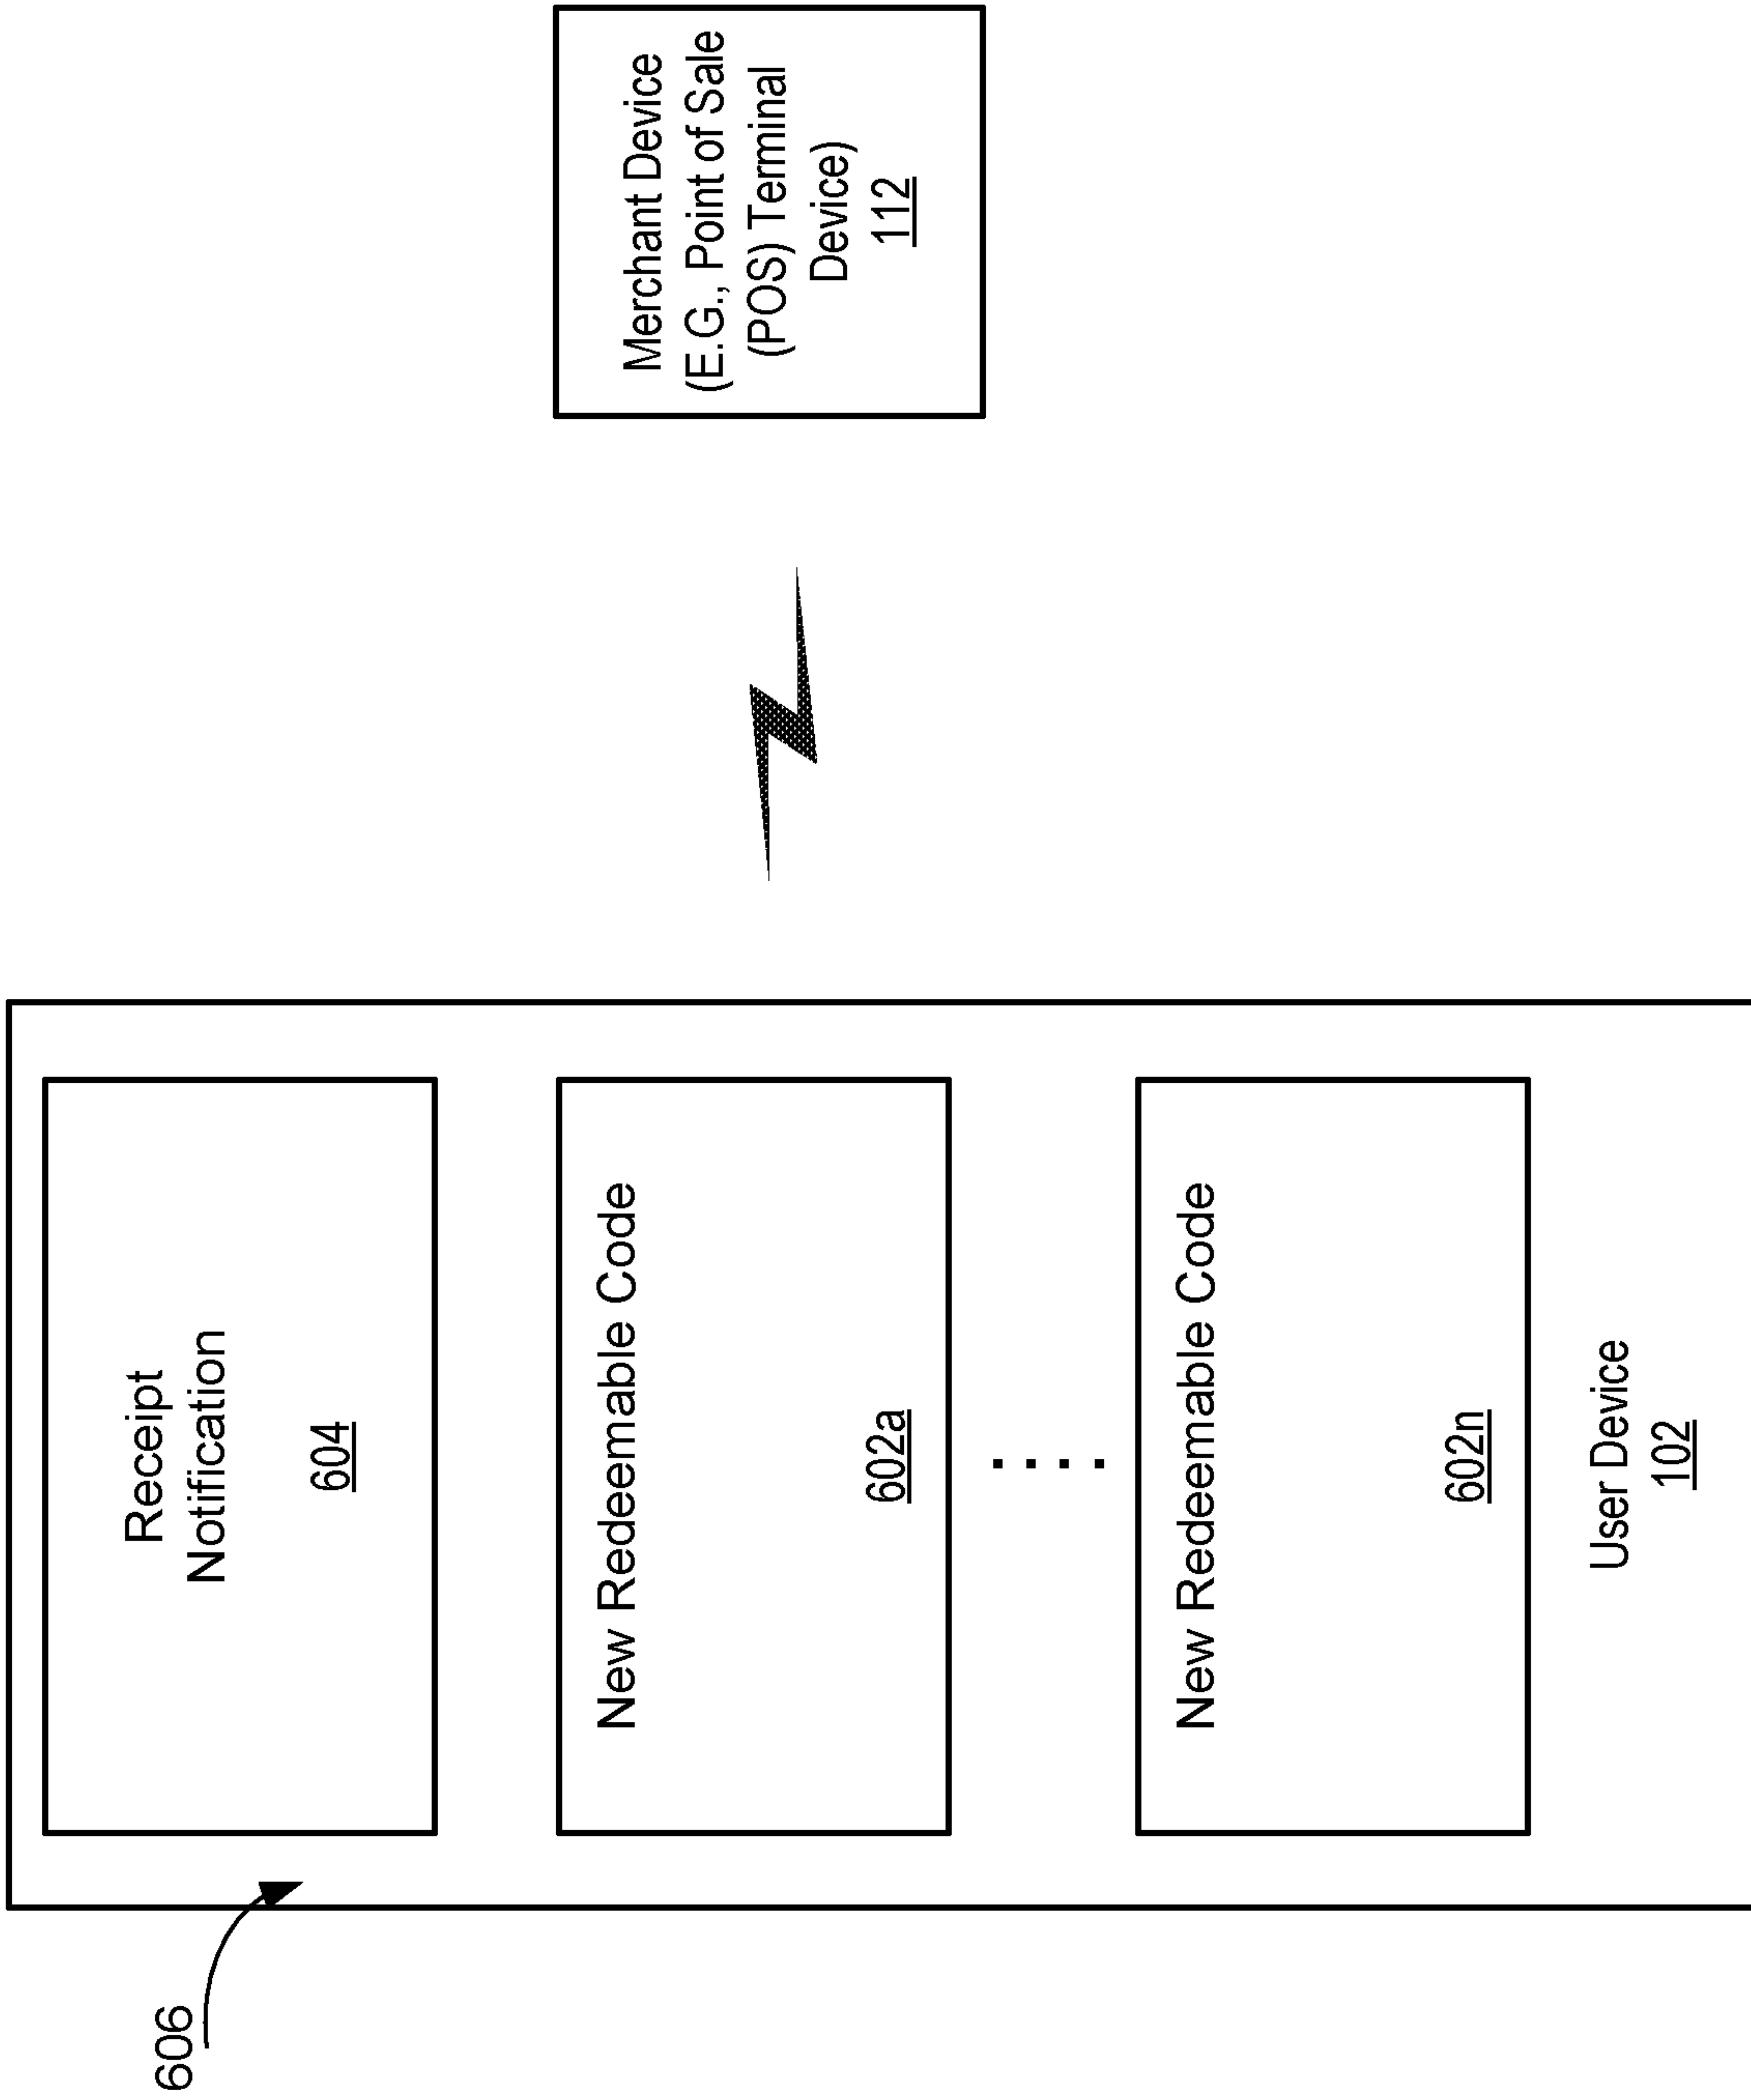 606
Receipt
Notification
604
New Redeemable Code
602a
New Redeemable Code
602n
User Device
102
Merchant Device
(E.G., Point of Sale
(POS) Terminal
Device)
112